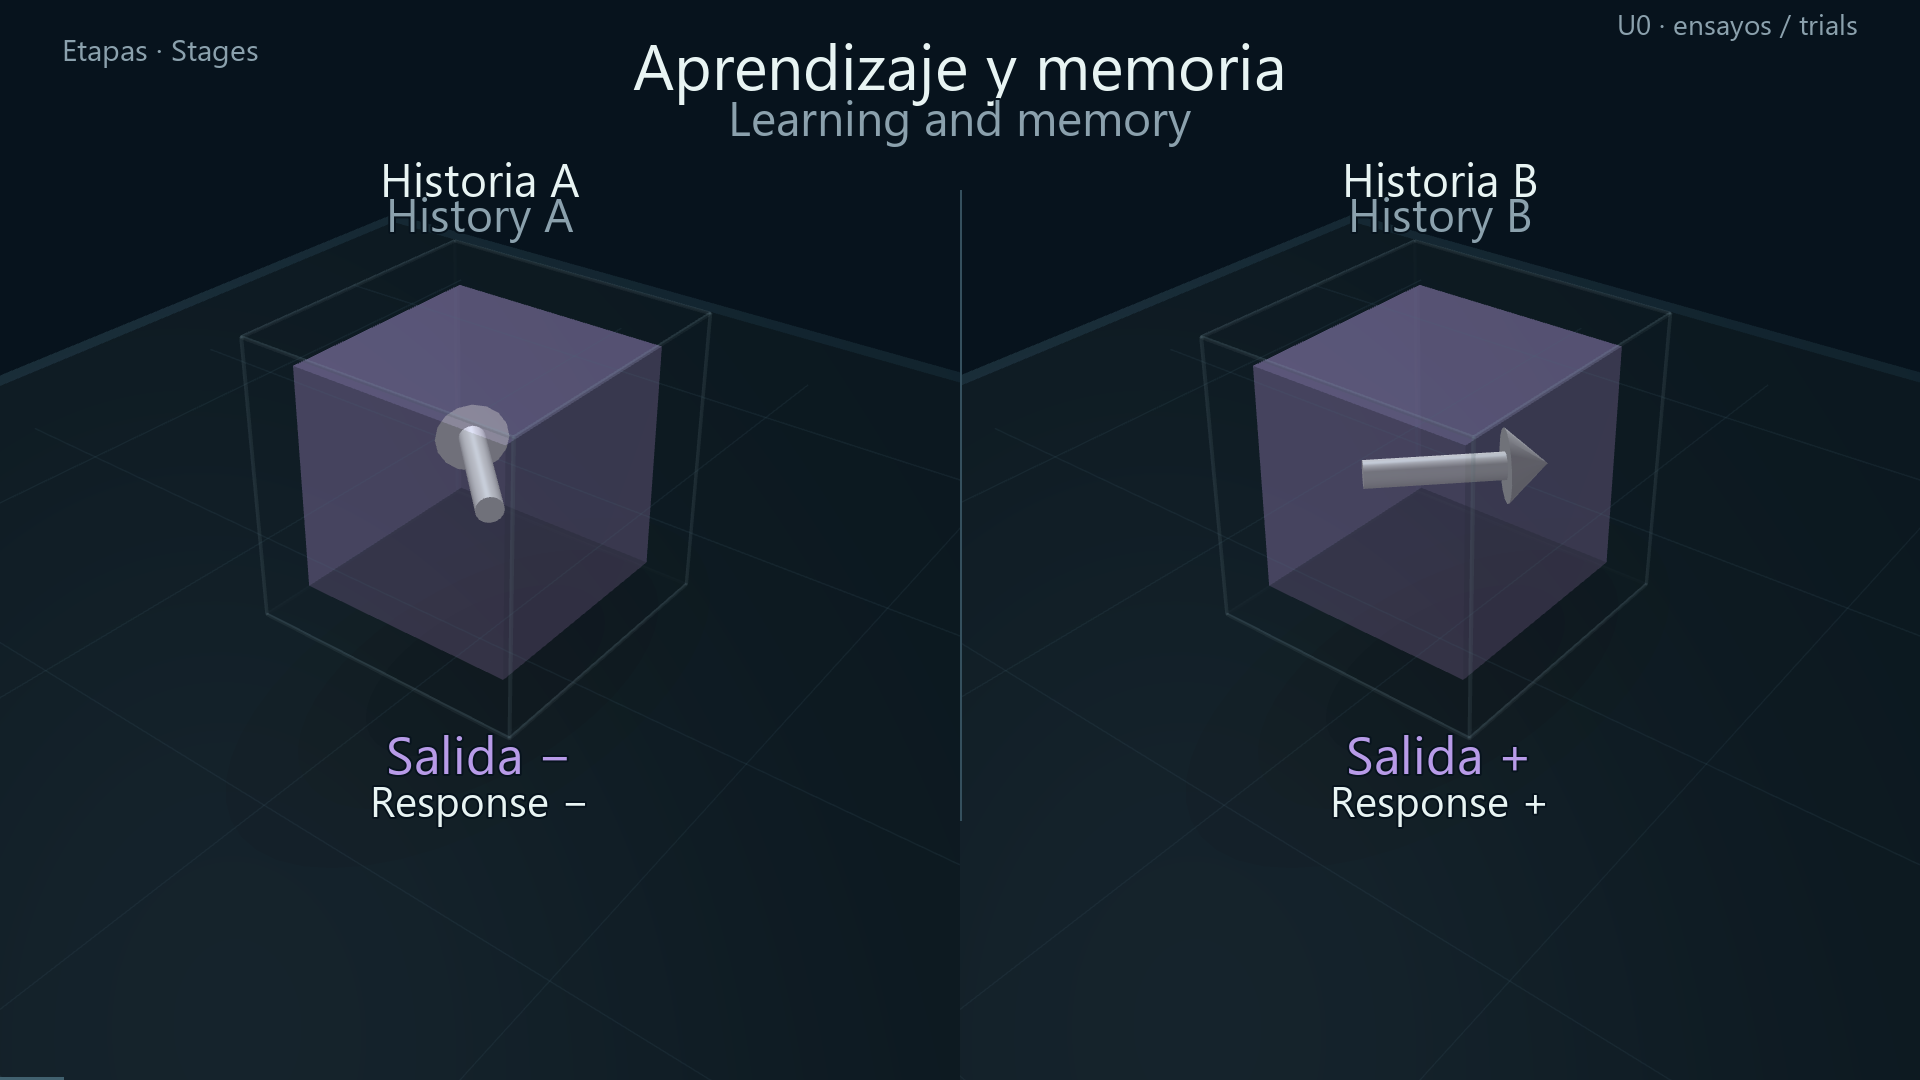 Etapas · Stages
U0 · ensayos / trials
Aprendizaje y memoria
Learning and memory
Historia A
History A
Salida −
Response −
Historia B
History B
Salida +
Response +